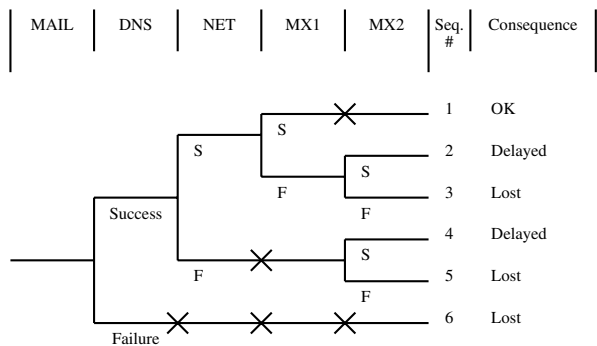 MAIL DNS NET MX1 MX2 Seq. # Consequence
1 OK
S
2 Delayed
S S
F 3 Lost
Success F
4 Delayed
S
F 5 Lost
F
6 Lost
Failure